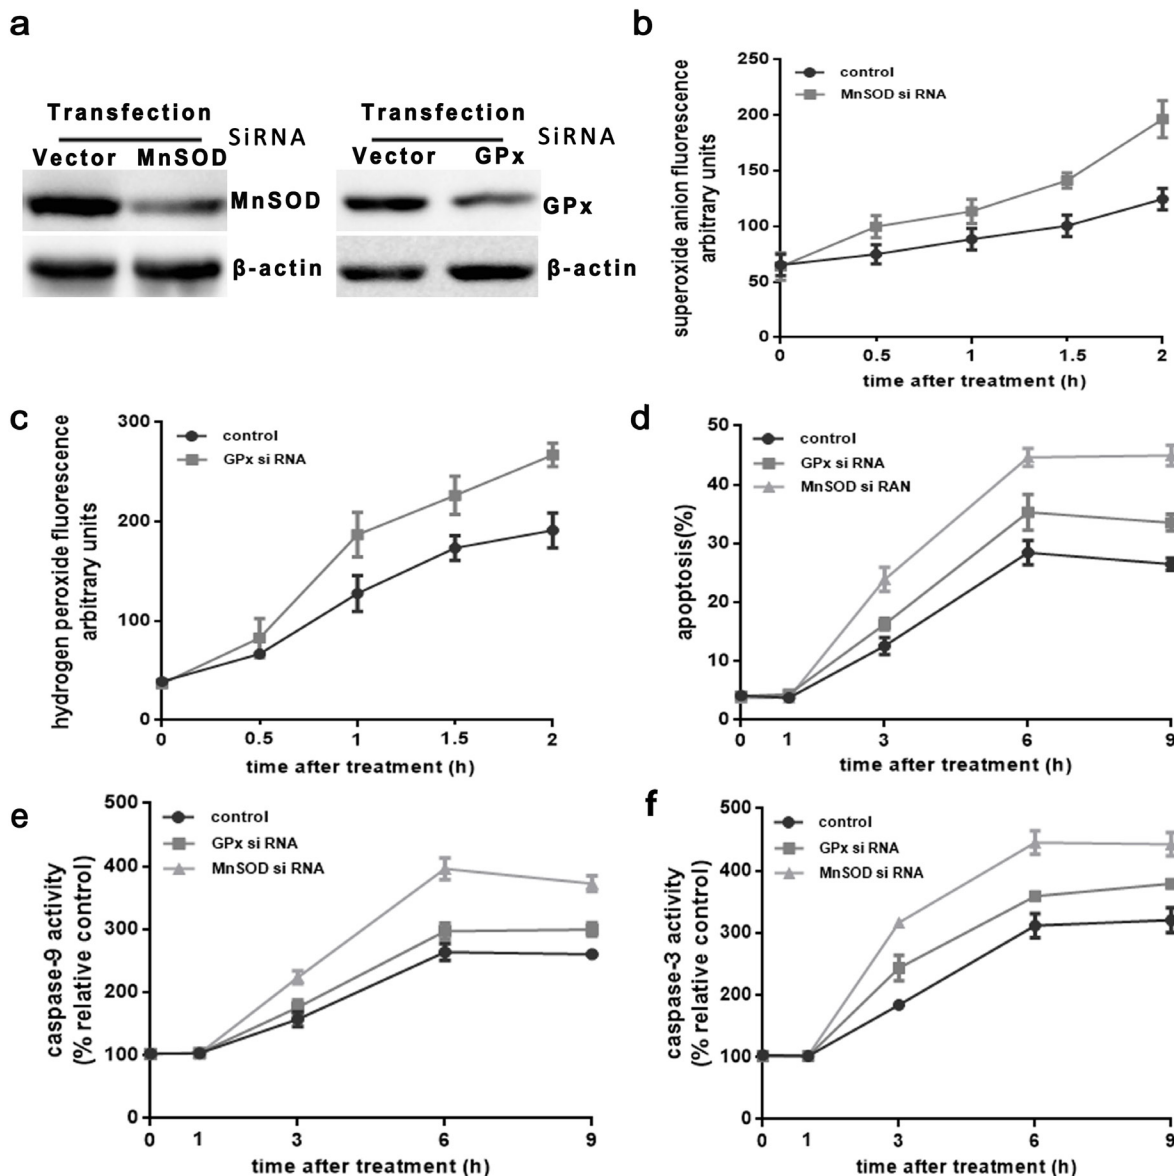 a
Transfection
SiRNA
Vector MnSOD
MnSOD
β-actin
Transfection
SiRNA
Vector GPx
GPx
β-actin
b
superoxide anion fluorescence
arbitrary units
250
200
150
100
50
0
control
MnSOD si RNA
0 0.5 1 1.5 2
time after treatment (h)
c
hydrogen peroxide fluorescence
arbitrary units
300
200
100
0
control
GPx si RNA
0 0.5 1 1.5 2
time after treatment (h)
d
apoptosis(%)
50
40
30
20
10
0
control
GPx si RNA
MnSOD si RAN
0 1 3 6 9
time after treatment (h)
e
caspase-9 activity
(% relative control)
500
400
300
200
100
0
control
GPx si RNA
MnSOD si RNA
0 1 3 6 9
time after treatment (h)
f
caspase-3 activity
(% relative control)
500
400
300
200
100
0
control
GPx si RNA
MnSOD si RNA
0 1 3 6 9
time after treatment (h)